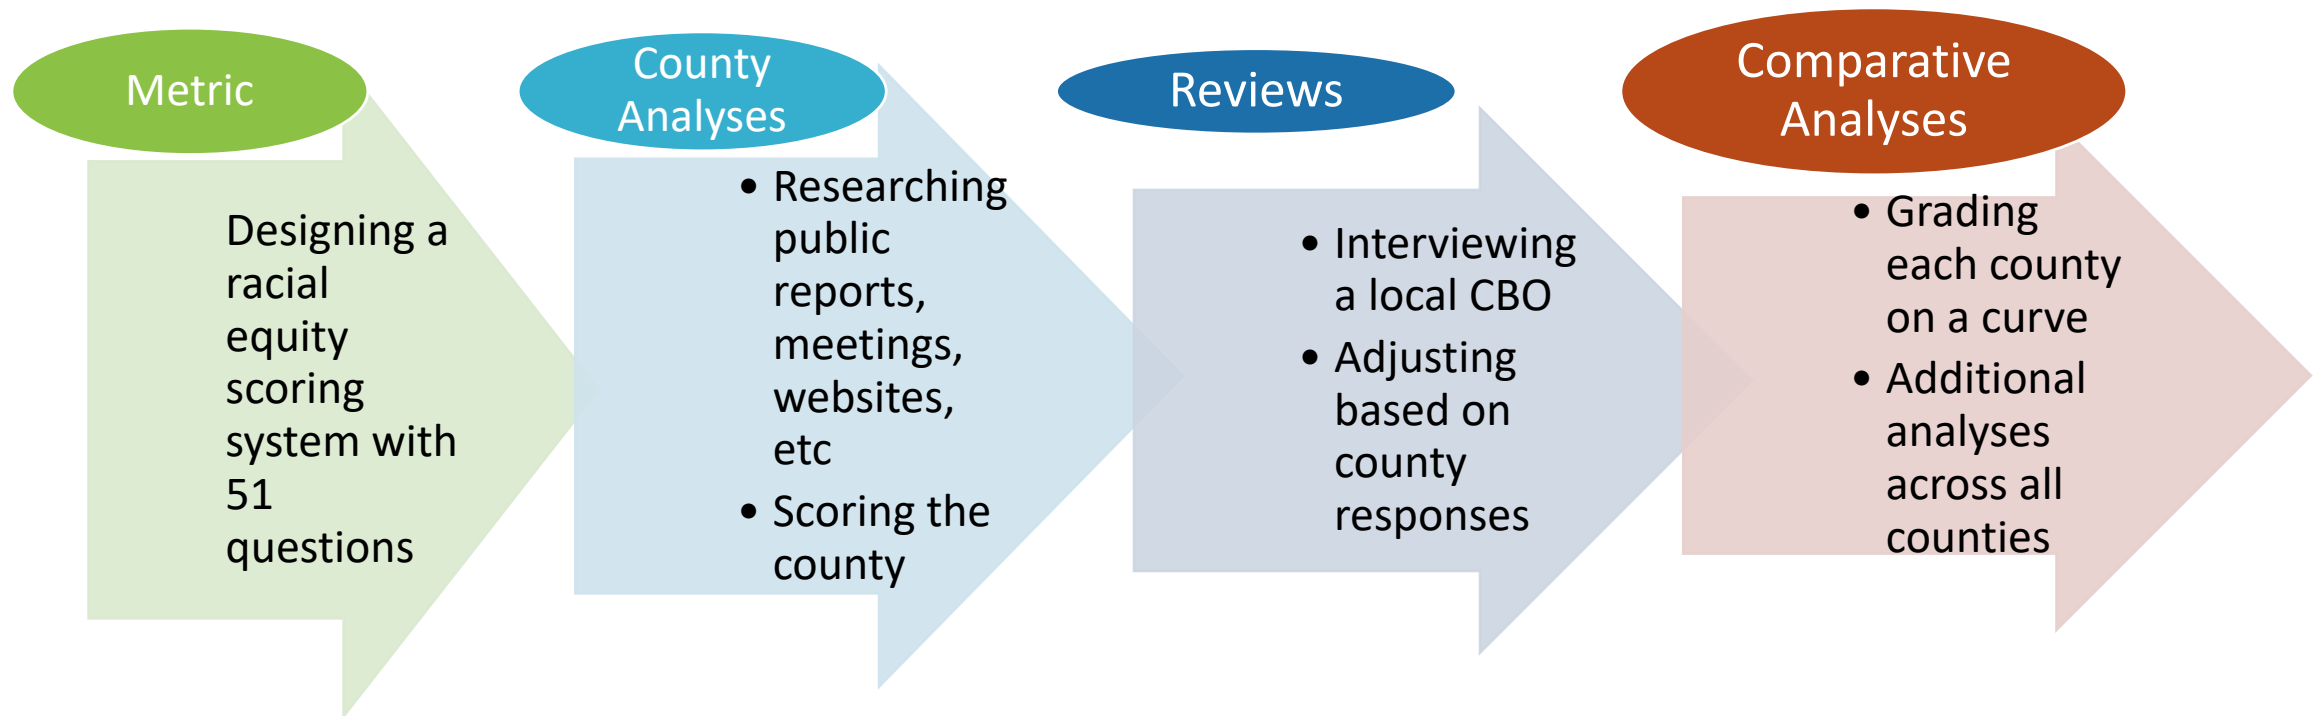 Metric
Designing a
racial
equity
scoring
system with
51
questions
County
Analyses
• Researching
public
reports,
meetings,
websites,
etc
• Scoring the
county
Reviews
• Interviewing
a local CBO
• Adjusting
based on
county
responses
Comparative
Analyses
• Grading
each county
on a curve
• Additional
analyses
across all
counties